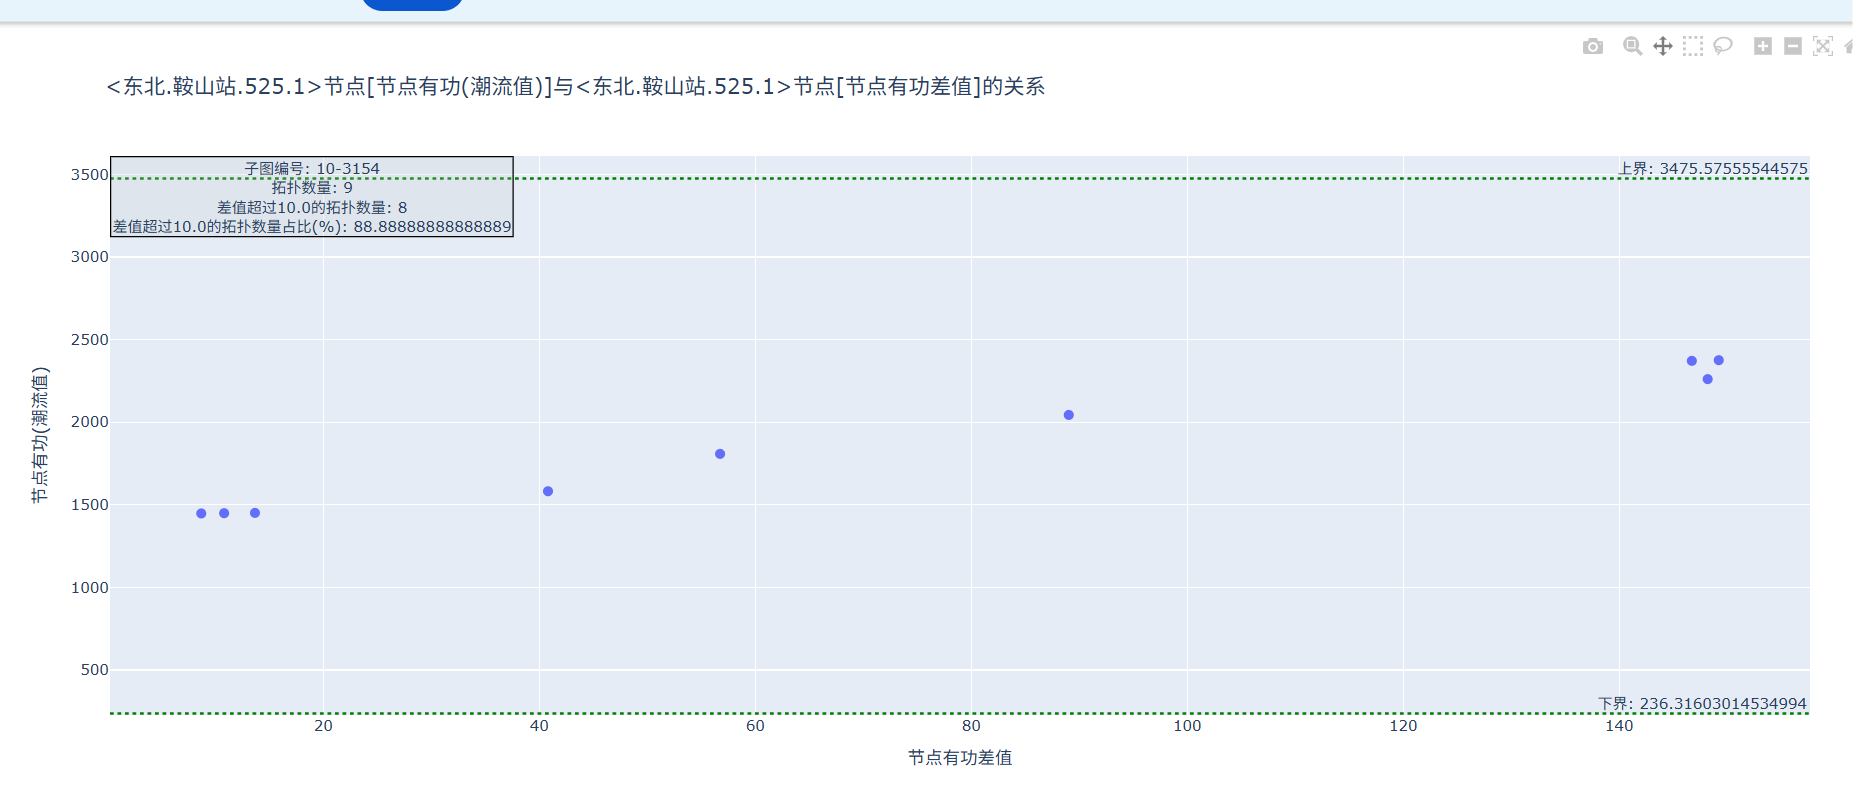 <东北.鞍山站.525.1>节点[节点有功(潮流值)]与<东北.鞍山站.525.1>节点[节点有功差值]的关系
子图编号: 10-3154
拓扑数量: 9
差值超过10.0的拓扑数量: 8
差值超过10.0的拓扑数量占比(%): 88.88888888888889
上界: 3475.57555544575
3500
3000
2500
2000
1500
1000
500
节点有功(潮流值)
下界: 236.31603014534994
20
40
60
80
100
120
140
节点有功差值